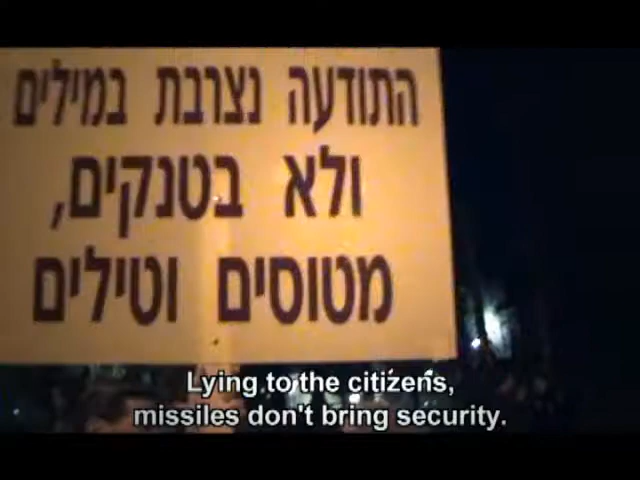 התודעה נצרבת במילים
ולא בטנקים,
מטוסים וטילים
Lying to the citizens,
missiles don't bring security.